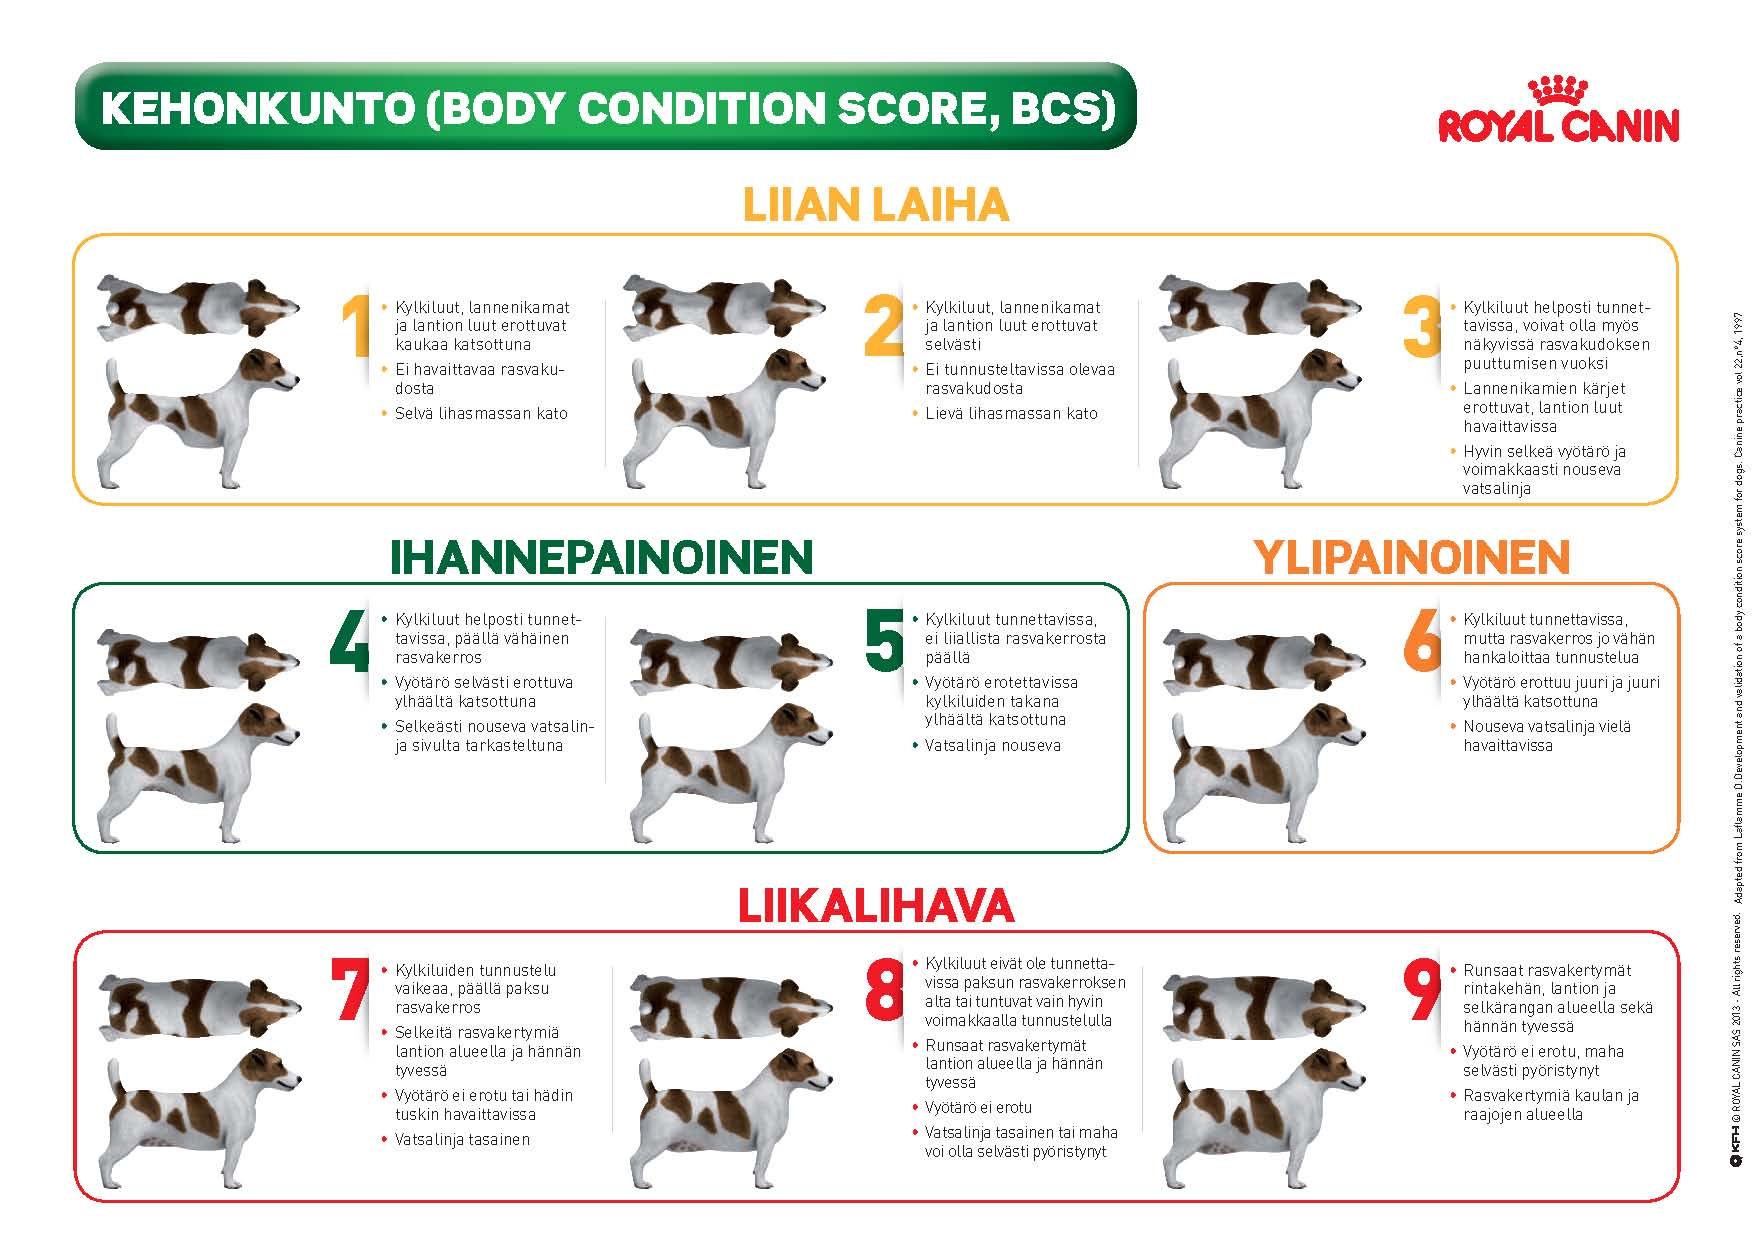 KEHONKUNTO (BODY CONDITION SCORE, BCS)
ROYAL CANIN
LIIAN LAIHA
1
• Kylkiluut, lannenikamat
ja lantion luut erottuvat
kaukaa katsottuna
• Ei havaittavaa rasvaku-
dosta
• Selvä lihasmassan kato
2
• Kylkiluut, lannenikamat
ja lantion luut erottuvat
selvästi
• Ei tunnusteltavissa olevaa
rasvakudosta
• Lievä lihasmassan kato
3
• Kylkiluut helposti tunnet-
tavissa, voivat olla myös
näkyvissä rasvakudoksen
puuttumisen vuoksi
• Lannenikamien kärjet
erottuvat, lantion luut
havaittavissa
• Hyvin selkeä vyötärö ja
voimakkaasti nouseva
vatsalinja
IHANNEPAINOINEN
4
• Kylkiluut helposti tunnet-
tavissa, päällä vähäinen
rasvakerros
• Vyötärö selvästi erottuva
ylhäältä katsottuna
• Selkeästi nouseva vatsalin-
ja sivulta tarkasteltuna
5
• Kylkiluut tunnettavissa,
ei liiallista rasvakerrosta
päällä
• Vyötärö erotettavissa
kylkiluiden takana
ylhäältä katsottuna
• Vatsalinja nouseva
YLIPAINOINEN
6
• Kylkiluut tunnettavissa,
mutta rasvakerros jo vähän
hankaloittaa tunnustelua
• Vyötärö erottuu juuri ja juuri
ylhäältä katsottuna
• Nouseva vatsalinja vielä
havaittavissa
LIIKALIHAVA
7
• Kylkiluiden tunnustelu
vaikeaa, päällä paksu
rasvakerros
• Selkeitä rasvakertymiä
lantion alueella ja hännän
tyvessä
• Vyötärö ei erotu tai hädin
tuskin havaittavissa
• Vatsalinja tasainen
8
• Kylkiluut eivät ole tunnetta-
vissa paksun rasvakerroksen
alta tai tuntuvat vain hyvin
voimakkaalla tunnustelulla
• Runsaat rasvakertymät
lantion alueella ja hännän
tyvessä
• Vyötärö ei erotu
• Vatsalinja tasainen tai maha
voi olla selvästi pyöristynyt
9
• Runsaat rasvakertymät
rintakehän, lantion ja
selkärangan alueella sekä
hännän tyvessä
• Vyötärö ei erotu, maha
selvästi pyöristynyt
• Rasvakertymiä kaulan ja
raajojen alueella
KFH © ROYAL CANIN SAS 2013 - All rights reserved. Adapted from Laflamme D.Development and validation of a body condition score system for dogs. Canine practice vol 22,n°4, 1997